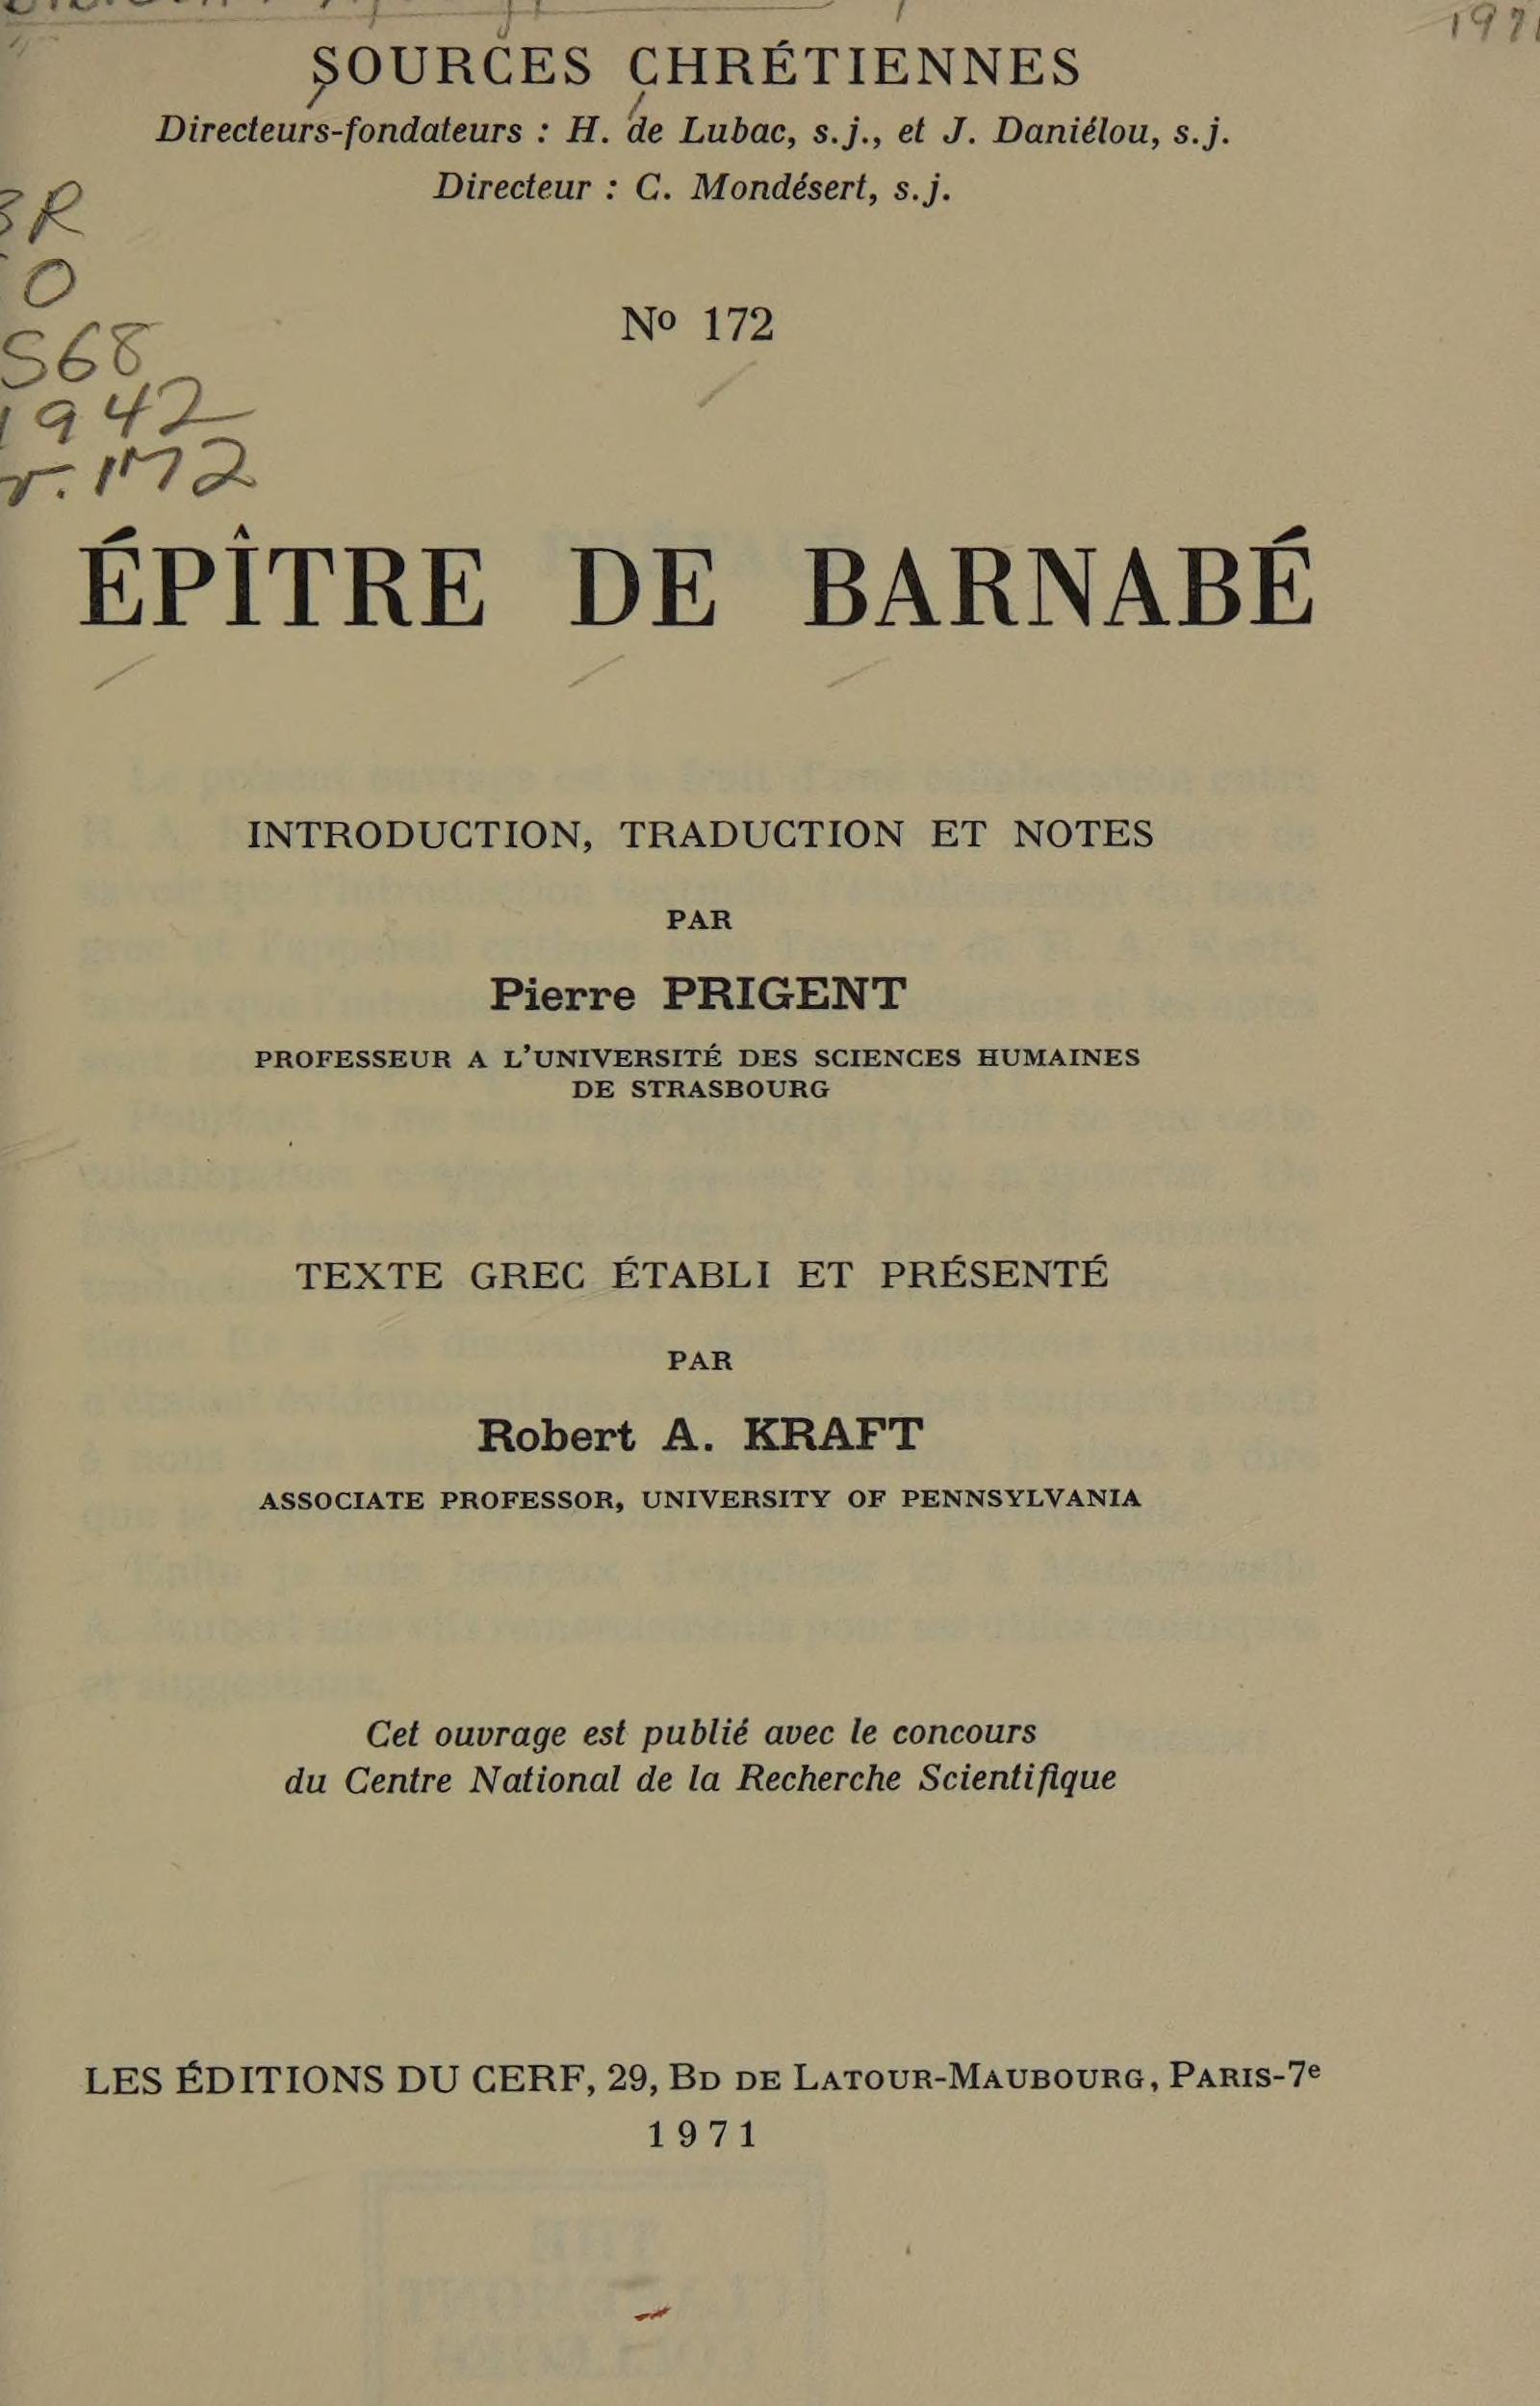 SOURCES CHRÉTIENNES
Directeurs-fondateurs : H. de Lubac, s.j., et J. Daniélou, s.j.
Directeur : C. Mondésert, s.j.
BR
S68
1942
v.172
Nº 172
ÉPÎTRE DE BARNABÉ
INTRODUCTION, TRADUCTION ET NOTES
PAR
Pierre PRIGENT
PROFESSEUR A L'UNIVERSITÉ DES SCIENCES HUMAINES
DE STRASBOURG
TEXTE GREC ÉTABLI ET PRÉSENTÉ
PAR
Robert A. KRAFT
ASSOCIATE PROFESSOR, UNIVERSITY OF PENNSYLVANIA
Cet ouvrage est publié avec le concours
du Centre National de la Recherche Scientifique
LES ÉDITIONS DU CERF, 29, BD DE LATOUR-MAUBOURG, PARIS-7e
1971